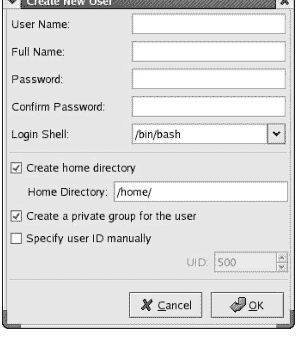 Create New User
User Name:
Full Name:
Password:
Confirm Password:
Login Shell: /bin/bash
Create home directory
Home Directory: /home/
Create a private group for the user
Specify user ID manually
UID: 500
Cancel OK